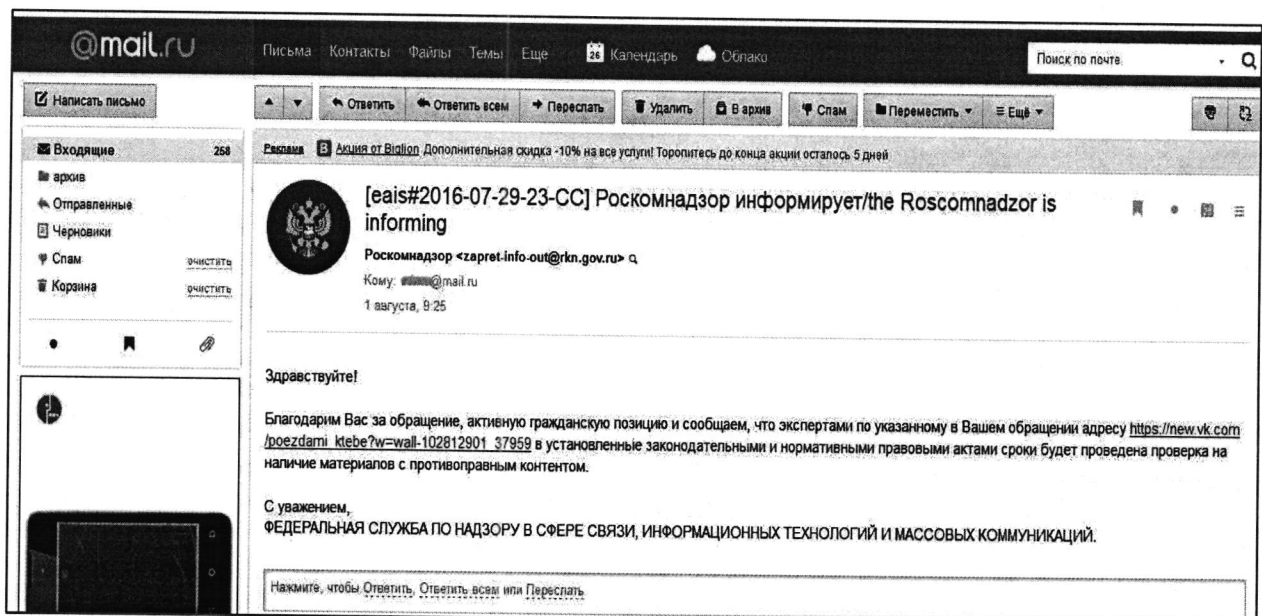 @mail.ru
Письма Контакты Файлы Темы Еще 26 Календарь Облако
Поиск по почте
Написать письмо
Ответить Ответить всем Переслать Удалить В архив Спам Переместить Ещё
Входящие 258
архив
Отправленные
Черновики
Спам очистить
Корзина очистить
Реклама Акция от Biglion Дополнительная скидка -10% на все услуги! Торопитесь до конца акции осталось 5 дней
[eais#2016-07-29-23-CC] Роскомнадзор информирует/the Roscomnadzor is
informing
Роскомнадзор <zapret-info-out@rkn.gov.ru>
Кому: @mail.ru
1 августа, 9:25
Здравствуйте!
Благодарим Вас за обращение, активную гражданскую позицию и сообщаем, что экспертами по указанному в Вашем обращении адресу https://new.vk.com
/poezdami_ktebe?w=wall-102812901_37959 в установленные законодательными и нормативными правовыми актами сроки будет проведена проверка на
наличие материалов с противоправным контентом.
С уважением,
ФЕДЕРАЛЬНАЯ СЛУЖБА ПО НАДЗОРУ В СФЕРЕ СВЯЗИ, ИНФОРМАЦИОННЫХ ТЕХНОЛОГИЙ И МАССОВЫХ КОММУНИКАЦИЙ.
Нажмите, чтобы Ответить, Ответить всем или Переслать